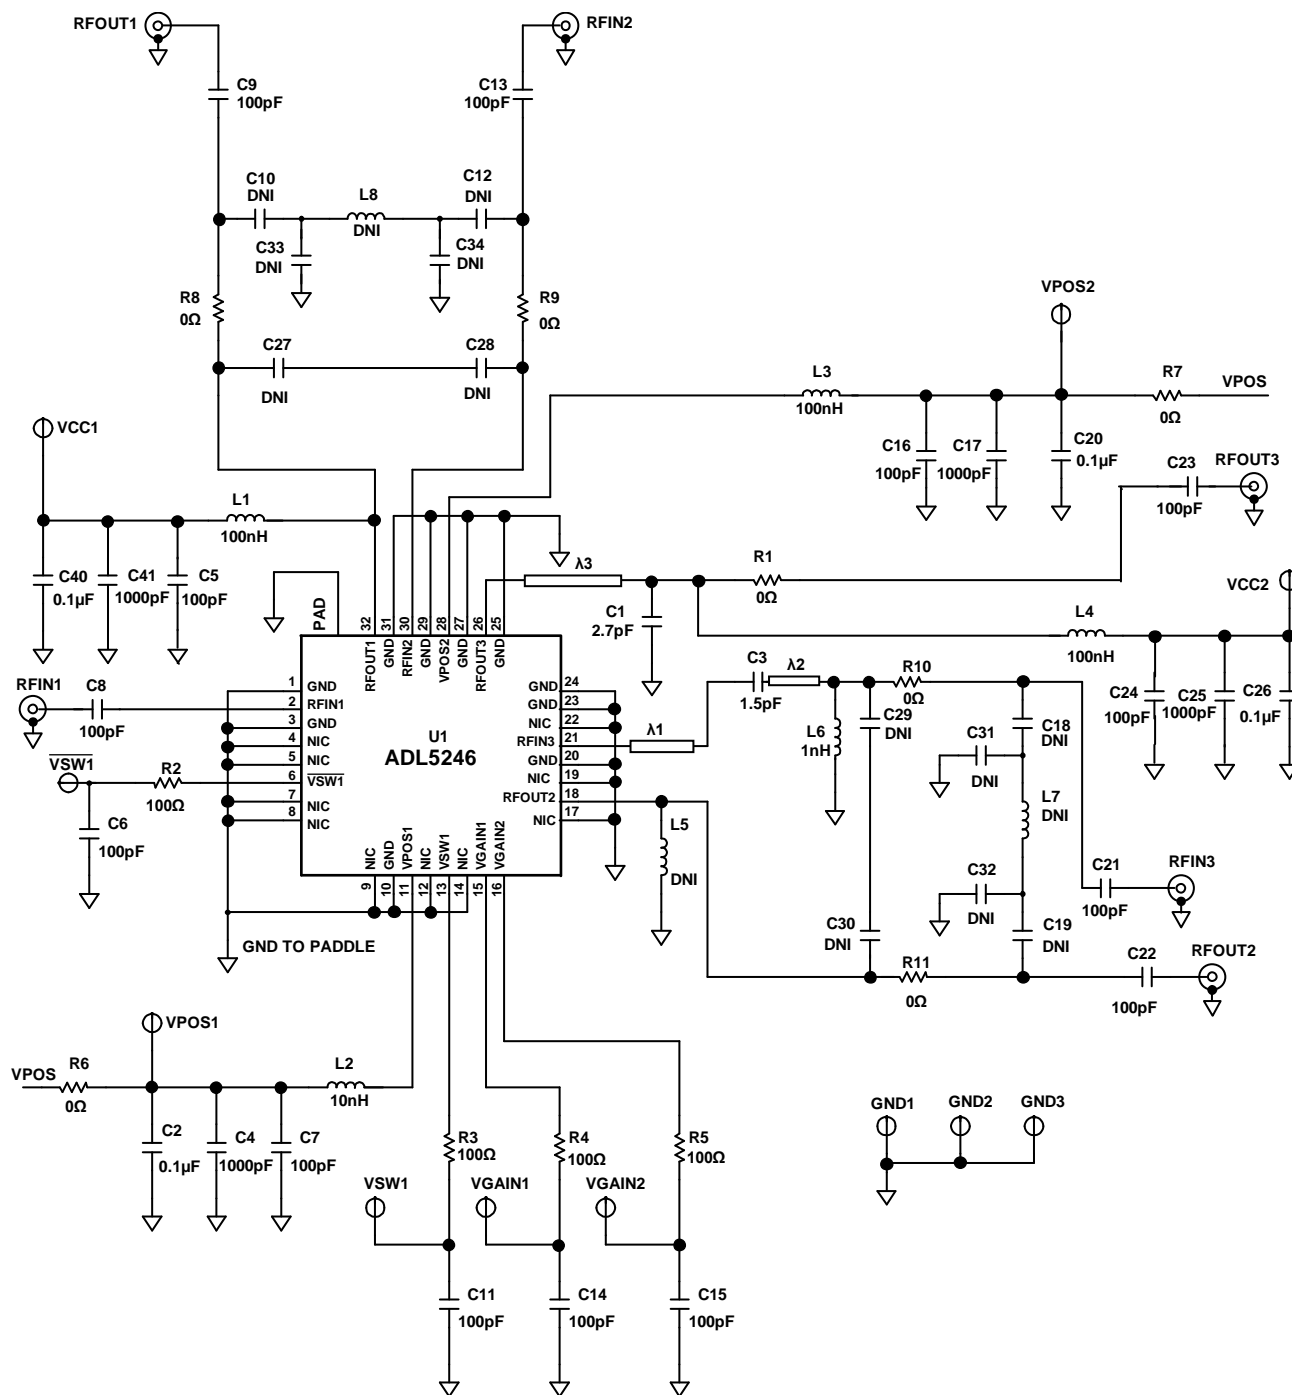 RFOUT1
RFIN2
C9
100pF
C13
100pF
C10
DNI
L8
DNI
C12
DNI
C33
DNI
C34
DNI
R8
0Ω
R9
0Ω
C27
DNI
C28
DNI
VPOS2
L3
100nH
R7
0Ω
VPOS
C16
100pF
C17
1000pF
C20
0.1µF
C23
100pF
RFOUT3
VCC1
L1
100nH
C40
0.1µF
C41
1000pF
C5
100pF
PAD
λ3
R1
0Ω
C1
2.7pF
VCC2
L4
100nH
C24
100pF
C25
1000pF
C26
0.1µF
32
31
30
29
28
27
26
25
RFOUT1
GND
RFIN2
GND
VPOS2
GND
RFOUT3
GND
RFIN1
C8
100pF
VSW1
R2
100Ω
C6
100pF
1
2
3
4
5
6
7
8
GND
RFIN1
GND
NIC
NIC
VSW1
NIC
NIC
U1
ADL5246
GND
GND
NIC
RFIN3
GND
NIC
RFOUT2
NIC
24
23
22
21
20
19
18
17
NIC
GND
VPOS1
NIC
VSW1
NIC
VGAIN1
VGAIN2
9
10
11
12
13
14
15
16
λ1
C3
1.5pF
λ2
L6
1nH
R10
0Ω
C29
DNI
C18
DNI
C31
DNI
L7
DNI
C32
DNI
C30
DNI
C19
DNI
L5
DNI
C21
100pF
RFIN3
R11
0Ω
C22
100pF
RFOUT2
GND TO PADDLE
VPOS1
VPOS
R6
0Ω
L2
10nH
C2
0.1µF
C4
1000pF
C7
100pF
R3
100Ω
R4
100Ω
R5
100Ω
VSW1
VGAIN1
VGAIN2
C11
100pF
C14
100pF
C15
100pF
GND1
GND2
GND3